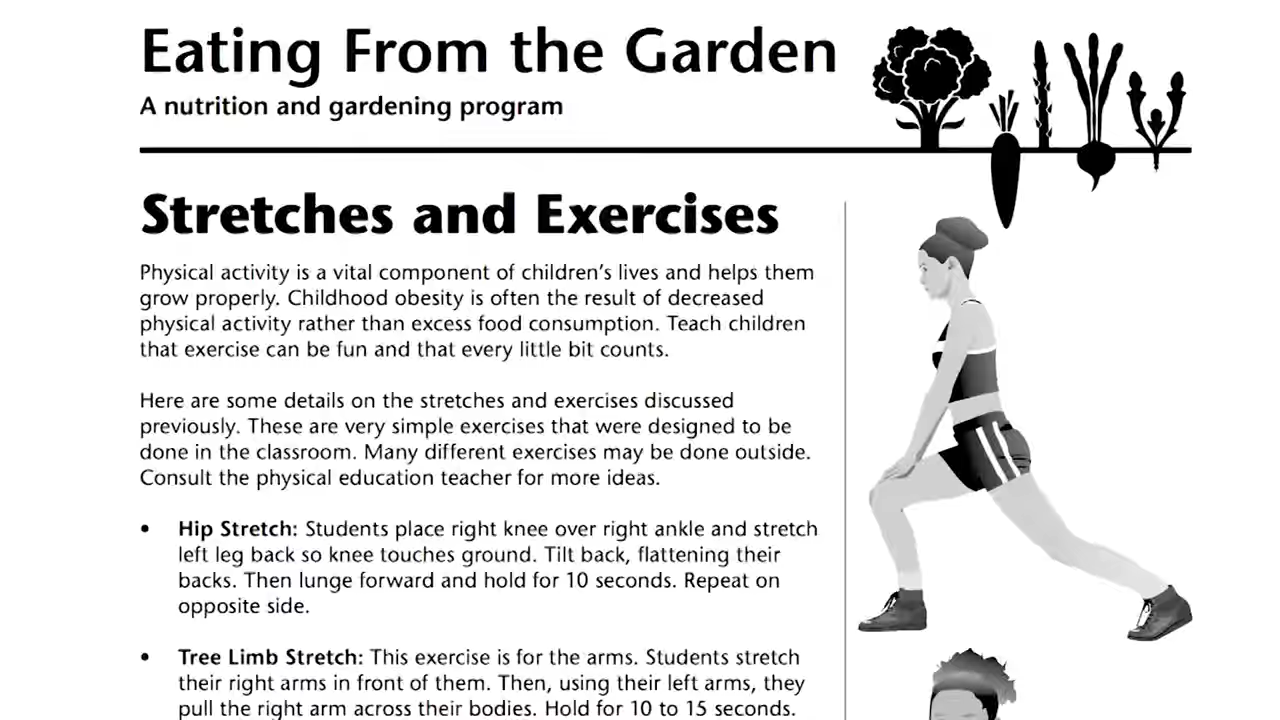 Eating From the Garden
A nutrition and gardening program
Stretches and Exercises
Physical activity is a vital component of children's lives and helps them
grow properly. Childhood obesity is often the result of decreased
physical activity rather than excess food consumption. Teach children
that exercise can be fun and that every little bit counts.
Here are some details on the stretches and exercises discussed
previously. These are very simple exercises that were designed to be
done in the classroom. Many different exercises may be done outside.
Consult the physical education teacher for more ideas.
• Hip Stretch: Students place right knee over right ankle and stretch
left leg back so knee touches ground. Tilt back, flattening their
backs. Then lunge forward and hold for 10 seconds. Repeat on
opposite side.
• Tree Limb Stretch: This exercise is for the arms. Students stretch
their right arms in front of them. Then, using their left arms, they
pull the right arm across their bodies. Hold for 10 to 15 seconds.